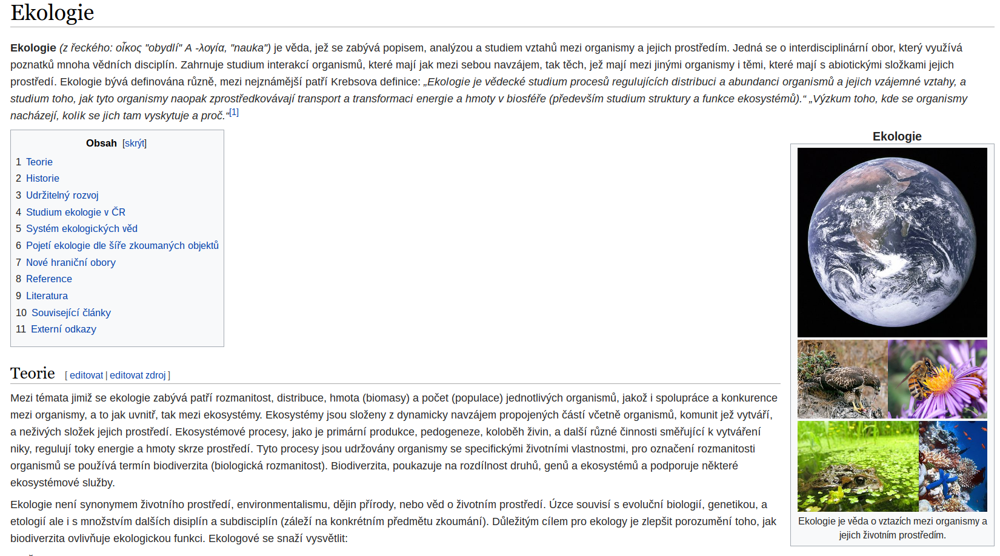 Ekologie
Ekologie (z řeckého: οἶκος "obydlí" A -λογία, "nauka") je věda, jež se zabývá popisem, analýzou a studiem vztahů mezi organismy a jejich prostředím. Jedná se o interdisciplinární obor, který využívá
poznatků mnoha vědních disciplín. Zahrnuje studium interakcí organismů, které mají jak mezi sebou navzájem, tak těch, jež mají mezi jinými organismy i těmi, které mají s abiotickými složkami jejich
prostředí. Ekologie bývá definována různě, mezi nejznámější patří Krebsova definice: „Ekologie je vědecké studium procesů regulujících distribuci a abundanci organismů a jejich vzájemné vztahy, a
studium toho, jak tyto organismy naopak zprostředkovávají transport a transformaci energie a hmoty v biosféře (především studium struktury a funkce ekosystémů).“ „Výzkum toho, kde se organismy
nacházejí, kolik se jich tam vyskytuje a proč.“[1]
Obsah [skrýt]
1 Teorie
2 Historie
3 Udržitelný rozvoj
4 Studium ekologie v ČR
5 Systém ekologických věd
6 Pojetí ekologie dle šíře zkoumaných objektů
7 Nové hraniční obory
8 Reference
9 Literatura
10 Související články
11 Externí odkazy
Ekologie
Ekologie je věda o vztazích mezi organismy a
jejich životním prostředím.
Teorie [ editovat | editovat zdroj ]
Mezi témata jimiž se ekologie zabývá patří rozmanitost, distribuce, hmota (biomasy) a počet (populace) jednotlivých organismů, jakož i spolupráce a konkurence
mezi organismy, a to jak uvnitř, tak mezi ekosystémy. Ekosystémy jsou složeny z dynamicky navzájem propojených částí včetně organismů, komunit jež vytváří,
a neživých složek jejich prostředí. Ekosystémové procesy, jako je primární produkce, pedogeneze, koloběh živin, a další různé činnosti směřující k vytváření
niky, regulují toky energie a hmoty skrze prostředí. Tyto procesy jsou udržovány organismy se specifickými životními vlastnostmi, pro označení rozmanitosti
organismů se používá termín biodiverzita (biologická rozmanitost). Biodiverzita, poukazuje na rozdílnost druhů, genů a ekosystémů a podporuje některé
ekosystémové služby.
Ekologie není synonymem životního prostředí, environmentalismu, dějin přírody, nebo věd o životním prostředí. Úzce souvisí s evoluční biologií, genetikou, a
etologií ale i s množstvím dalších disiplín a subdisciplín (záleží na konkrétním předmětu zkoumání). Důležitým cílem pro ekology je zlepšit porozumění toho, jak
biodiverzita ovlivňuje ekologickou funkci. Ekologové se snaží vysvětlit: